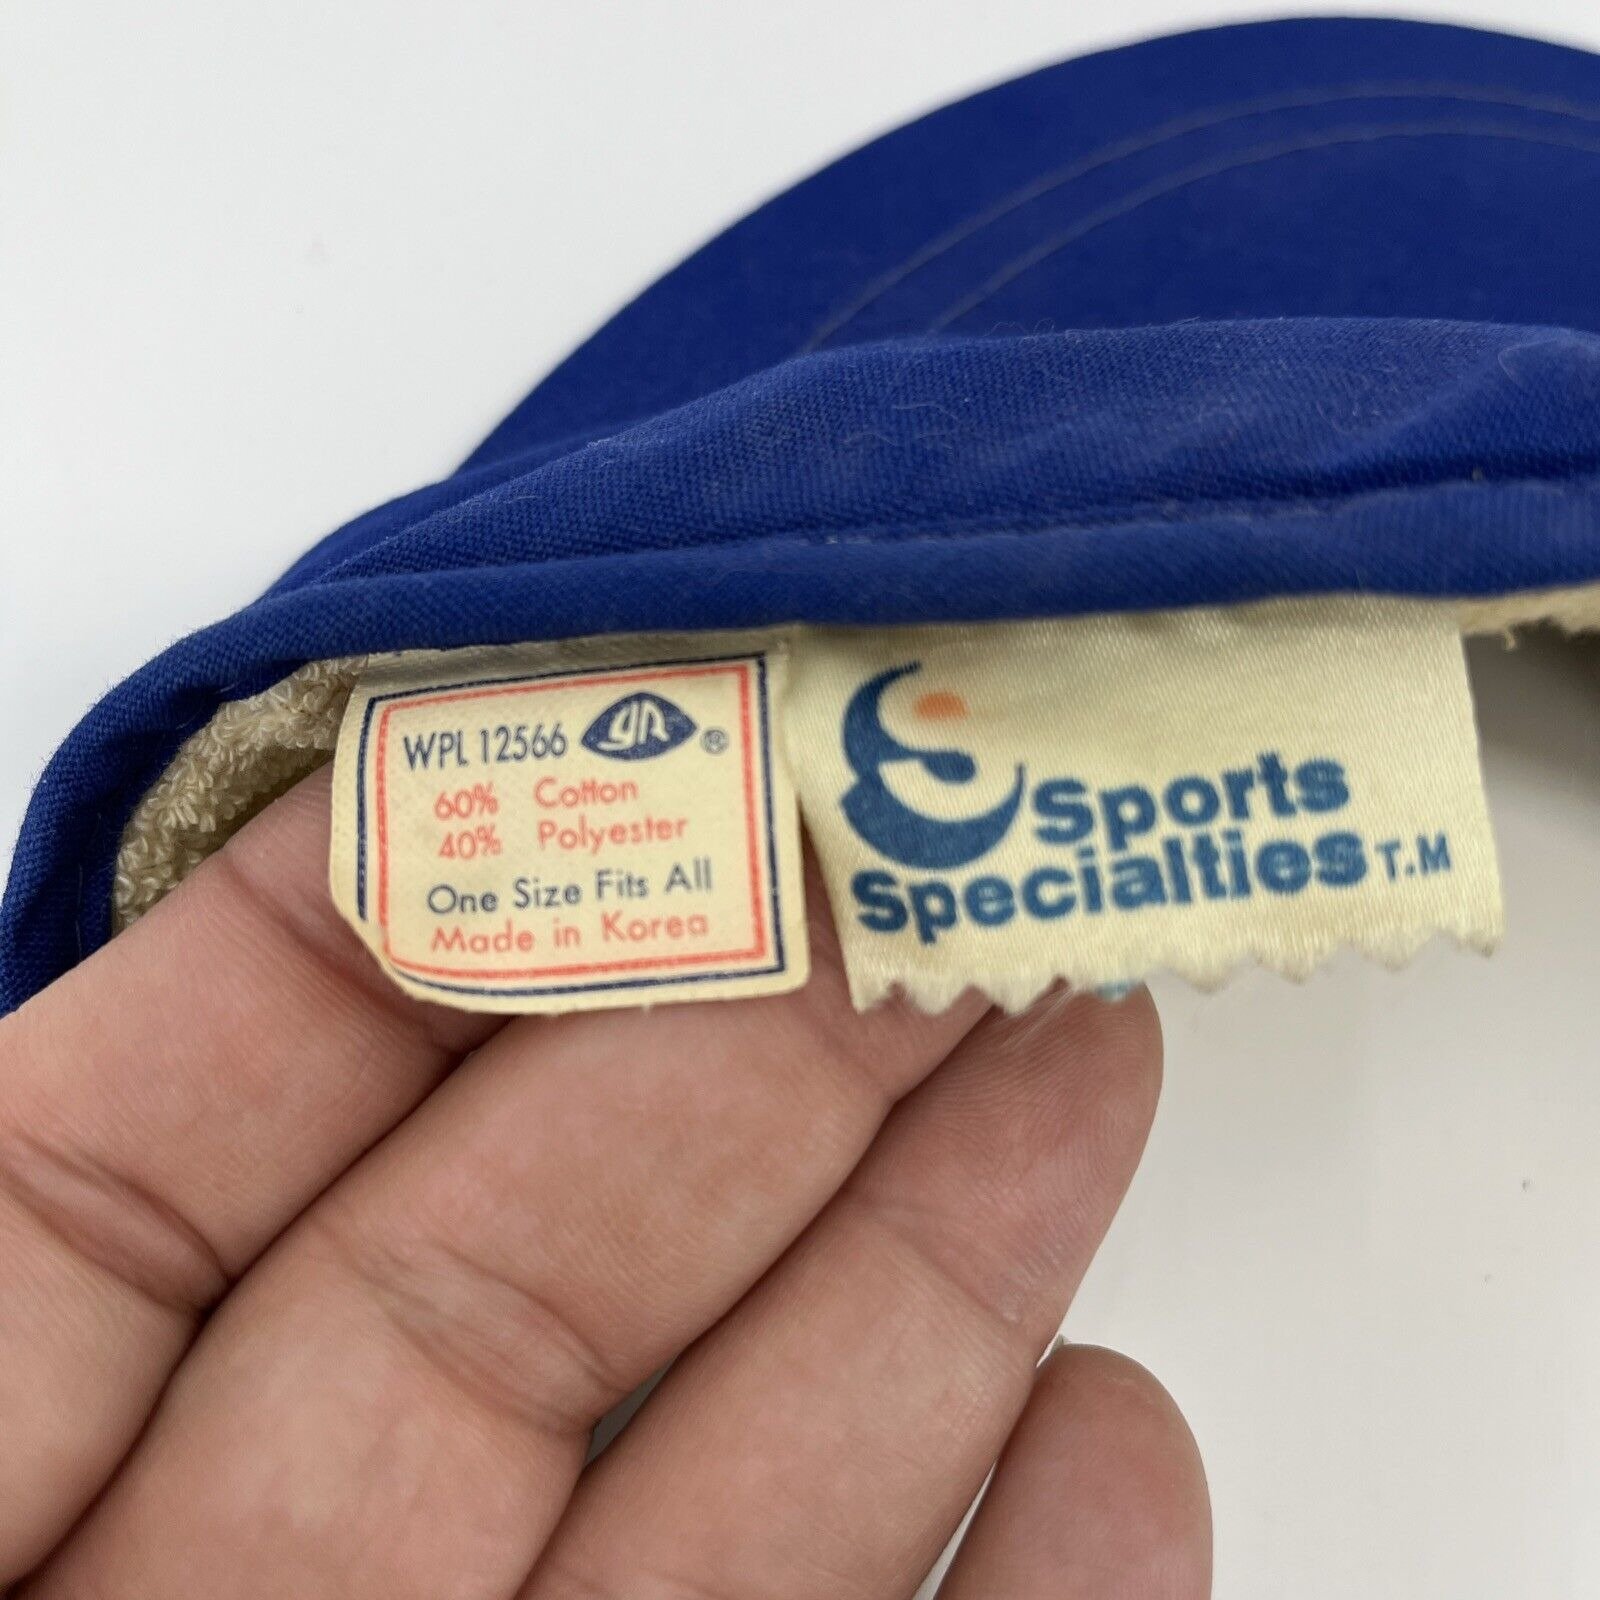 WPL 12566 YA ®
60% Cotton
40% Polyester
One Size Fits All
Made in Korea
Sports
Specialties T.M